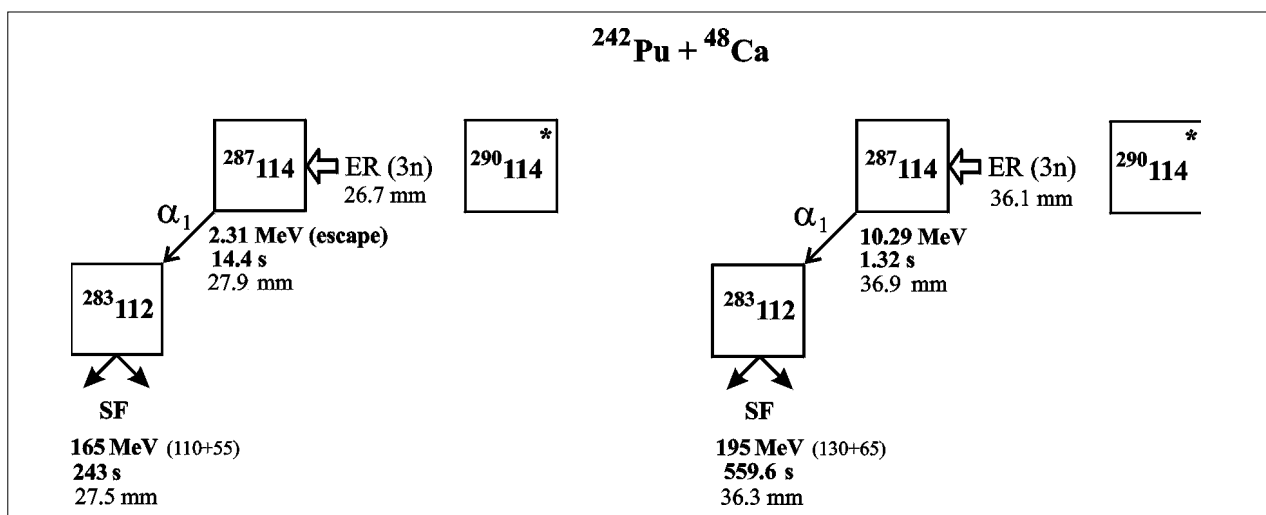 ²⁴²Pu + ⁴⁸Ca
²⁸⁷114
ER (3n)
26.7 mm
²⁹⁰114*
α₁
2.31 MeV (escape)
14.4 s
27.9 mm
²⁸³112
SF
165 MeV (110+55)
243 s
27.5 mm
²⁸⁷114
ER (3n)
36.1 mm
²⁹⁰114*
α₁
10.29 MeV
1.32 s
36.9 mm
²⁸³112
SF
195 MeV (130+65)
559.6 s
36.3 mm